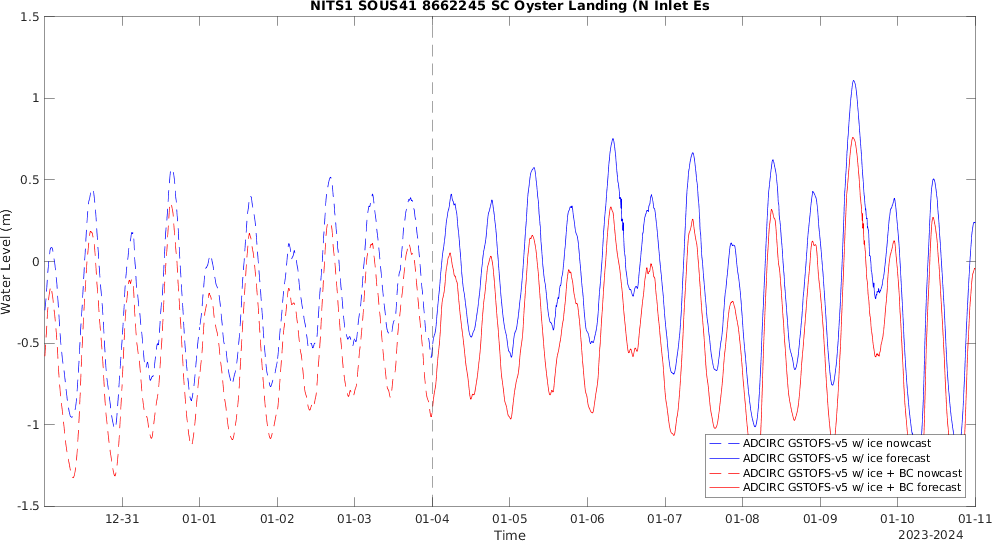 NITS1 SOUS41 8662245 SC Oyster Landing (N Inlet Es
1.5
1
0.5
0
-0.5
-1
-1.5
Water Level (m)
12-31 01-01 01-02 01-03 01-04 01-05 01-06 01-07 01-08 01-09 01-10 01-11
Time
2023-2024
ADCIRC GSTOFS-v5 w/ ice nowcast
ADCIRC GSTOFS-v5 w/ ice forecast
ADCIRC GSTOFS-v5 w/ ice + BC nowcast
ADCIRC GSTOFS-v5 w/ ice + BC forecast